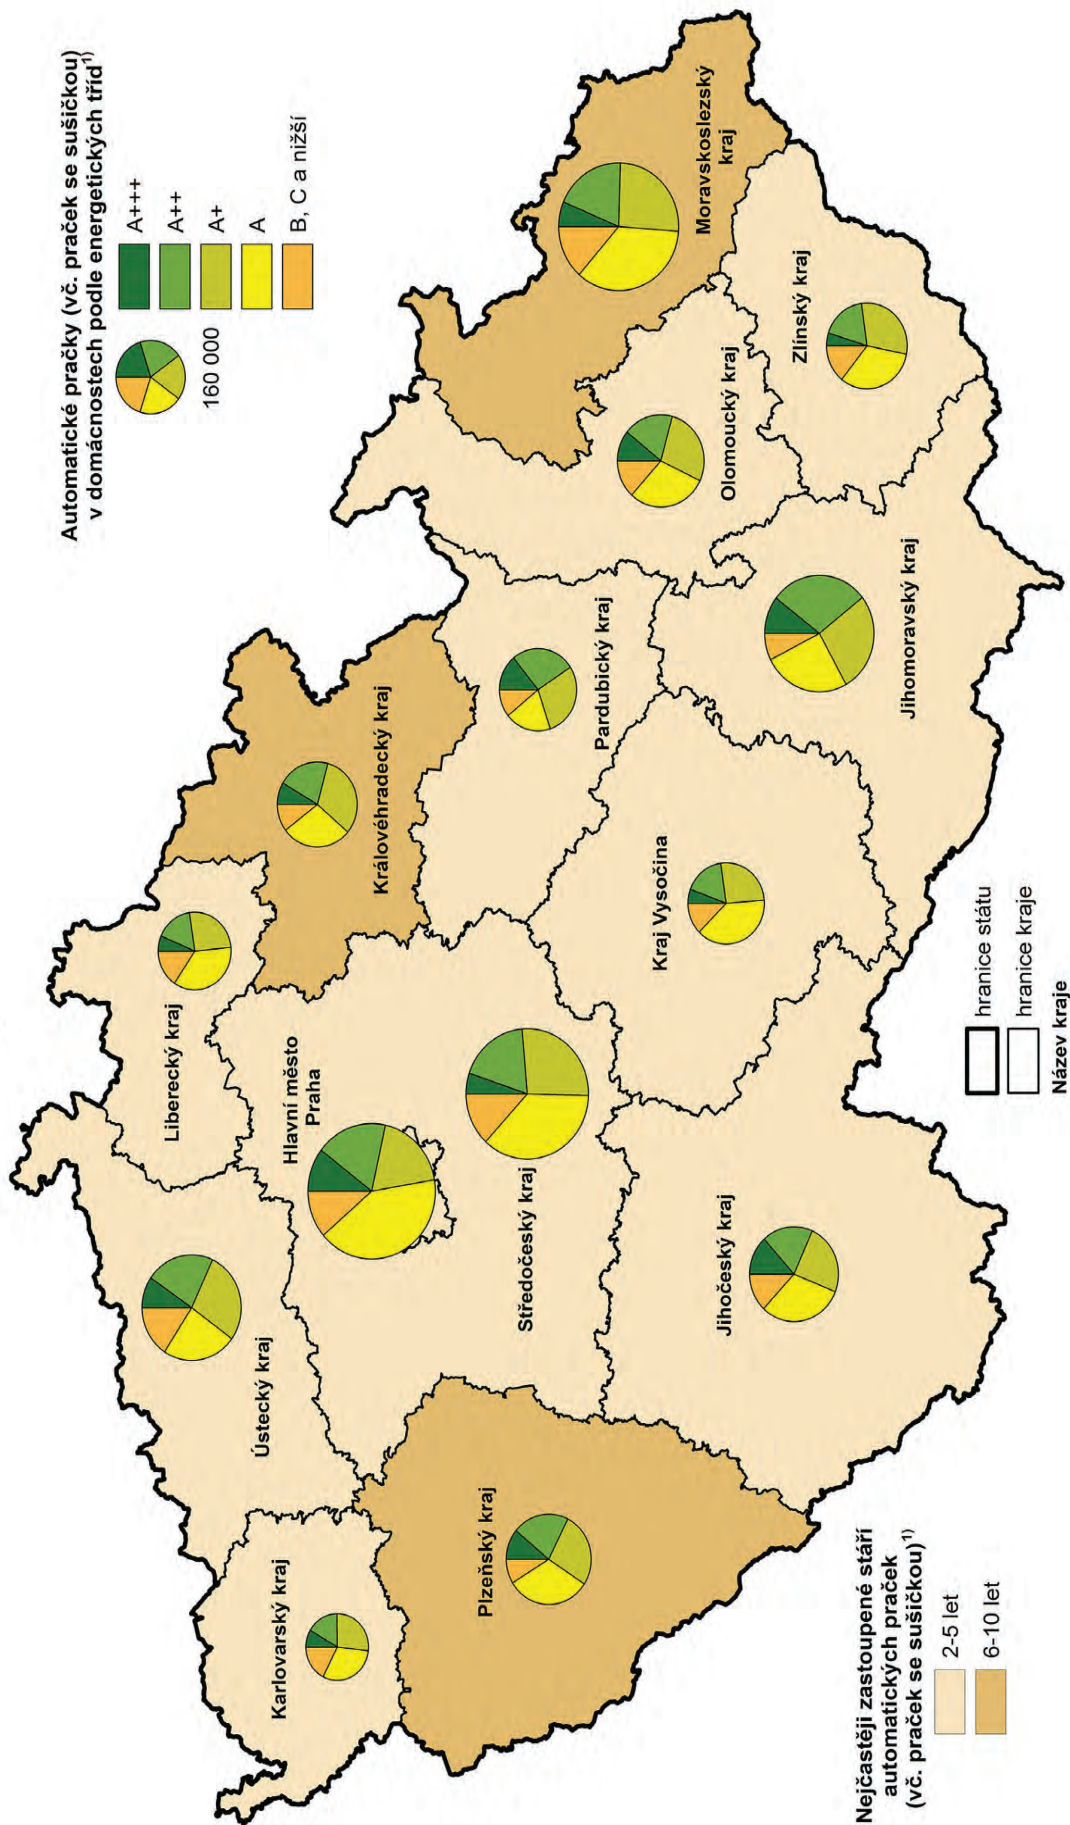 Automatické pračky (vč. praček se sušičkou)
v domácnostech podle energetických tříd¹⁾
160 000
A+++
A++
A+
A
B, C a nižší
Liberecký kraj
Ústecký kraj
Karlovarský kraj
Hlavní město
Praha
Královéhradecký kraj
Plzeňský kraj
Středočeský kraj
Pardubický kraj
Olomoucký kraj
Moravskoslezský
kraj
Kraj Vysočina
Jihočeský kraj
Zlínský kraj
Jihomoravský kraj
Nejčastěji zastoupené stáří
automatických praček
(vč. praček se sušičkou)¹⁾
2-5 let
6-10 let
hranice státu
hranice kraje
Název kraje